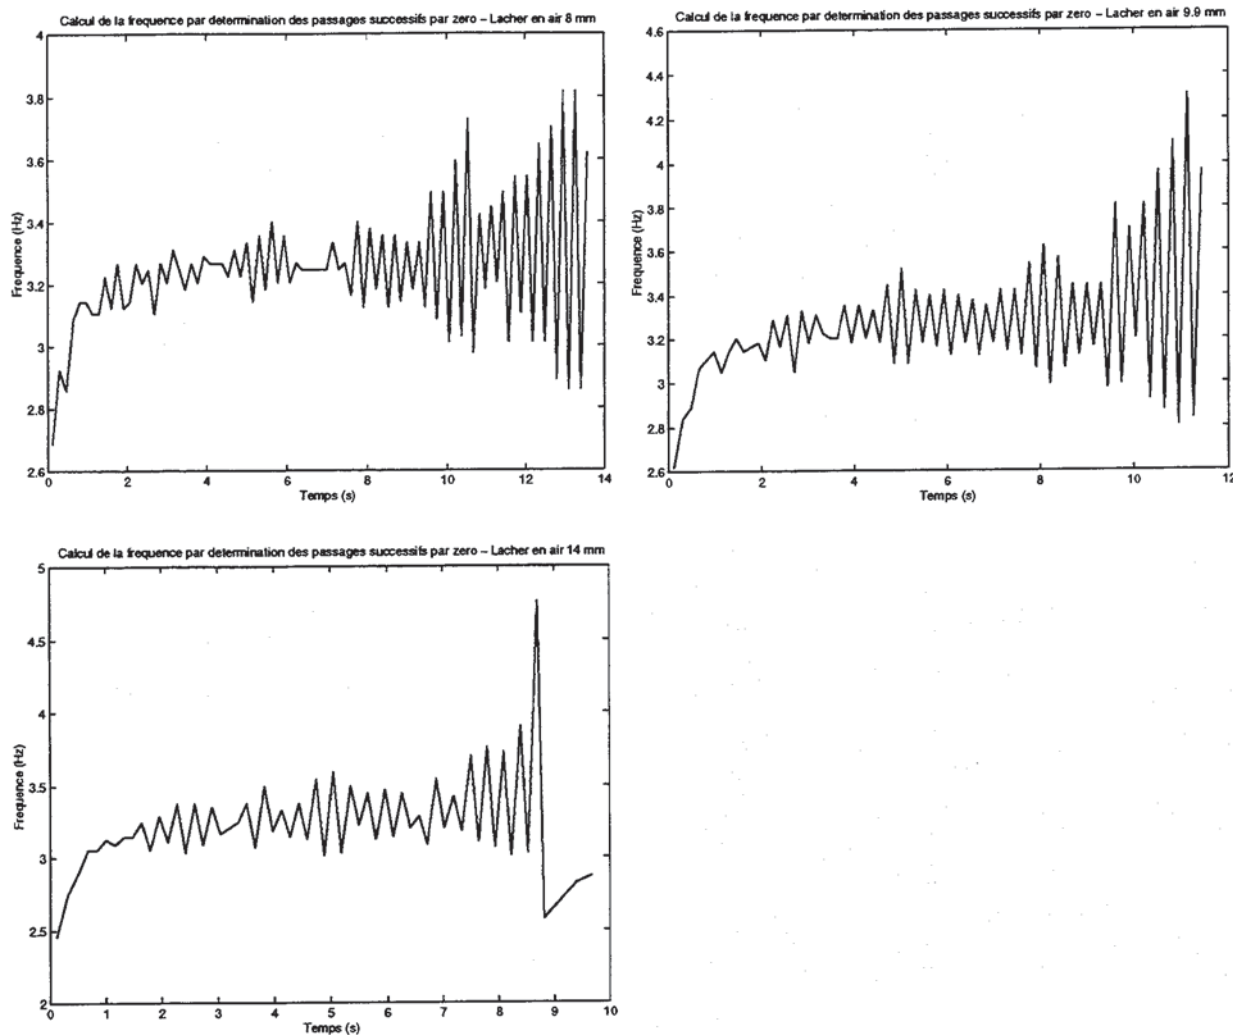 Calcul de la frequence par determination des passages successifs par zero – Lacher en air 8 mm
4
3.8
3.6
3.4
3.2
3
2.8
2.6
Frequence (Hz)
0 2 4 6 8 10 12 14
Temps (s)
Calcul de la frequence par determination des passages successifs par zero – Lacher en air 9.9 mm
4.6
4.4
4.2
4
3.8
3.6
3.4
3.2
3
2.8
2.6
Frequence (Hz)
0 2 4 6 8 10 12
Temps (s)
Calcul de la frequence par determination des passages successifs par zero – Lacher en air 14 mm
5
4.5
4
3.5
3
2.5
2
Frequence (Hz)
0 1 2 3 4 5 6 7 8 9 10
Temps (s)